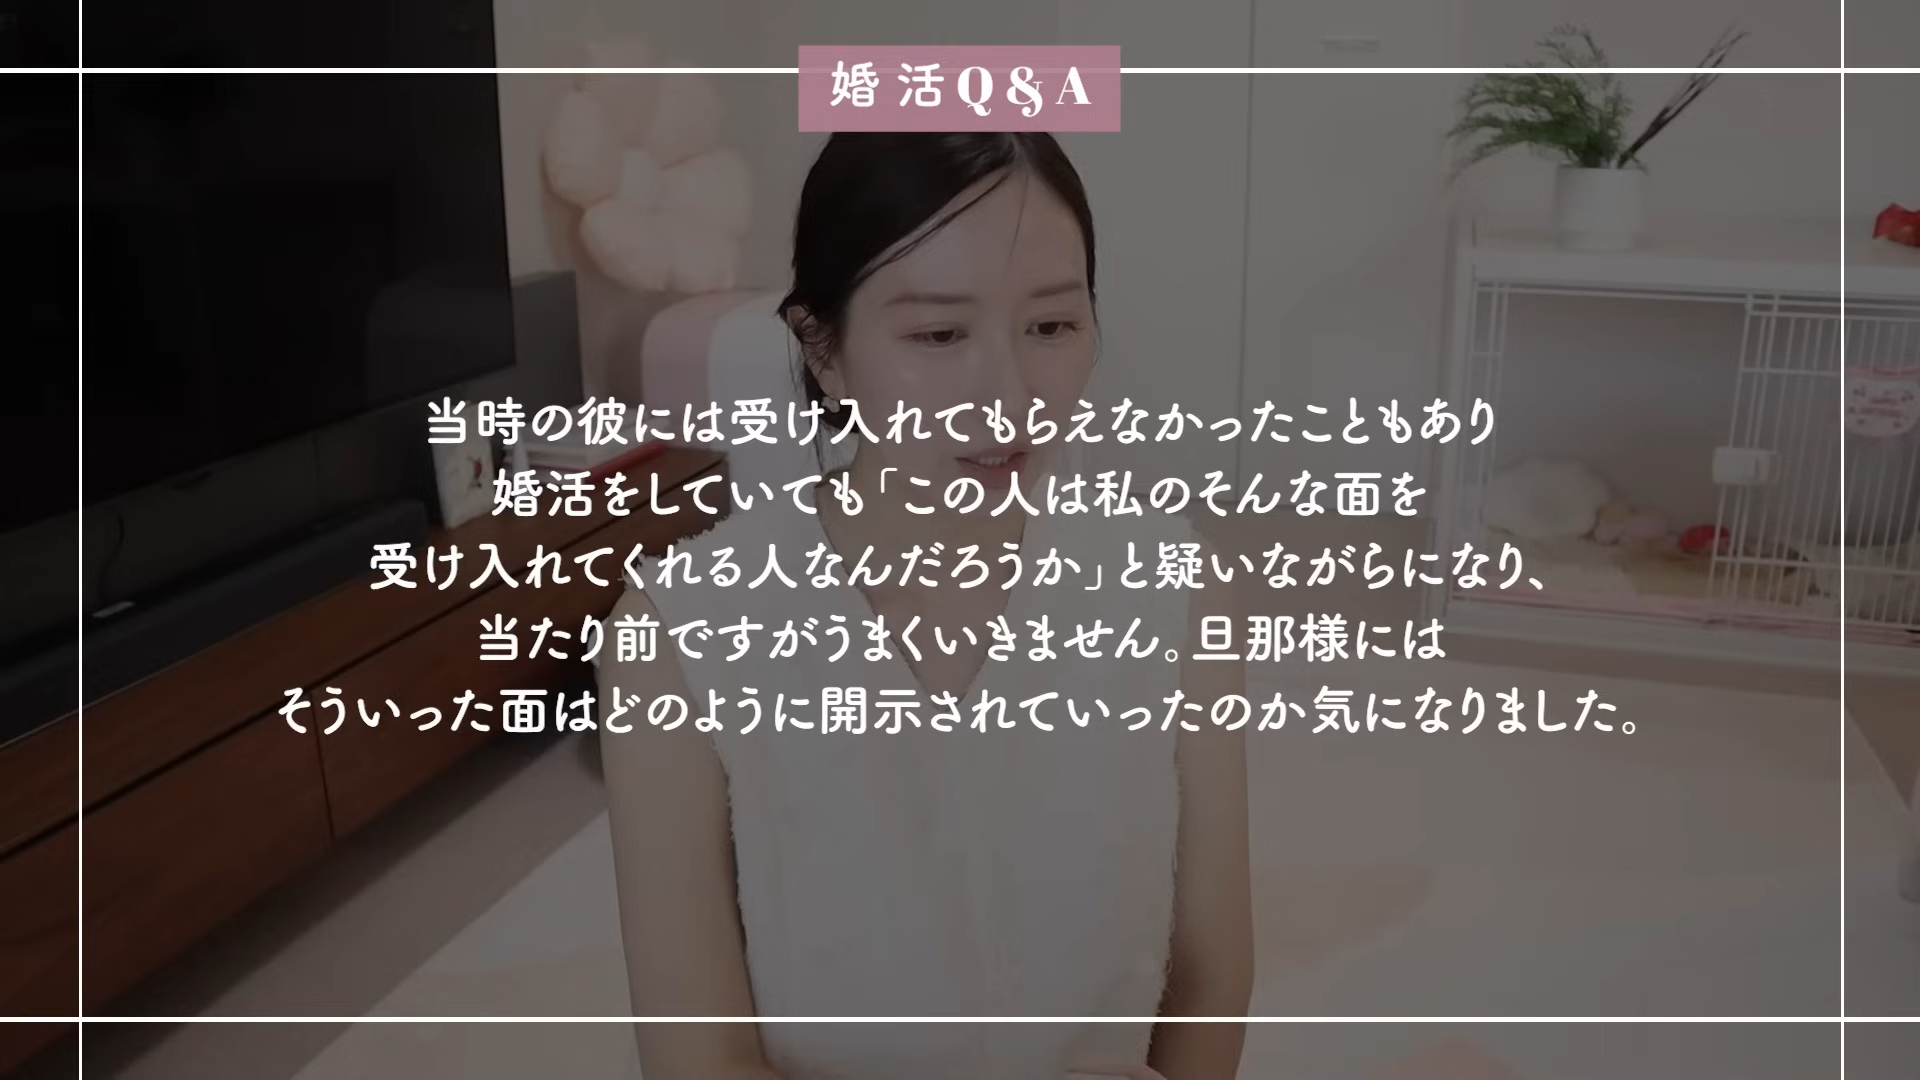 婚活Q&A
当時の彼には受け入れてもらえなかったこともあり
婚活をしていても「この人は私のそんな面を
受け入れてくれる人なんだろうか」と疑いながらになり、
当たり前ですがうまくいきません。旦那様には
そういった面はどのように開示されていったのか気になりました。